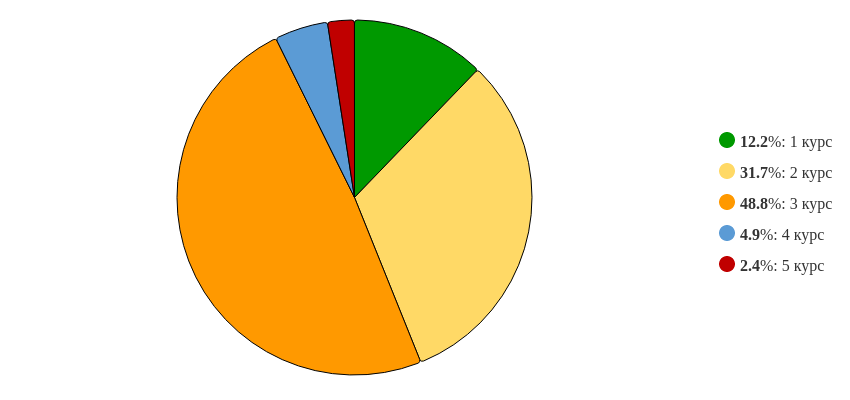 12.2%: 1 курс
31.7%: 2 курс
48.8%: 3 курс
4.9%: 4 курс
2.4%: 5 курс